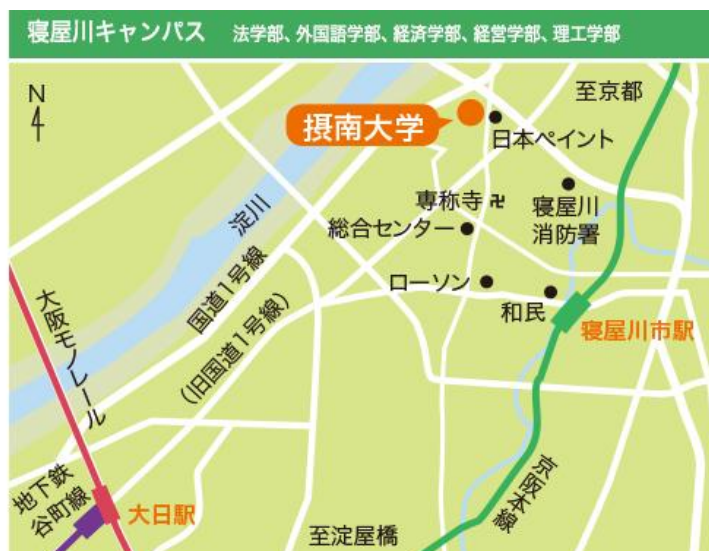 寝屋川キャンパス 法学部、外国語学部、経済学部、経営学部、理工学部
N
至京都
摂南大学
日本ペイント
専称寺 卍
寝屋川
消防署
総合センター
淀川
国道1号線
(旧国道1号線)
ローソン
和民
寝屋川市駅
大阪モノレール
地下鉄
谷町線
大日駅
京阪本線
至淀屋橋